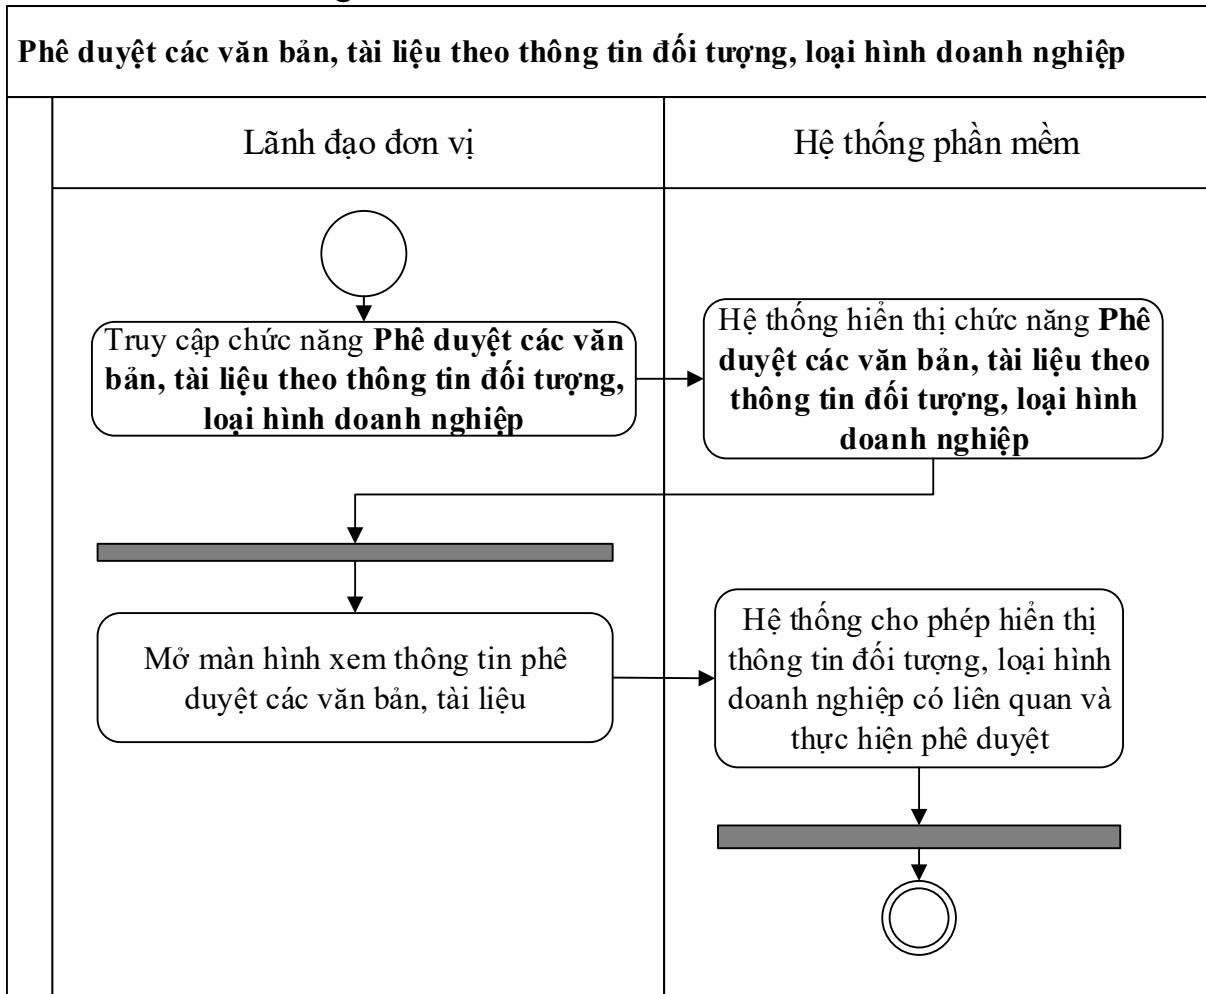 Phê duyệt các văn bản, tài liệu theo thông tin đối tượng, loại hình doanh nghiệp
Lãnh đạo đơn vị
Hệ thống phần mềm
Truy cập chức năng Phê duyệt các văn
bản, tài liệu theo thông tin đối tượng,
loại hình doanh nghiệp
Hệ thống hiển thị chức năng Phê
duyệt các văn bản, tài liệu theo
thông tin đối tượng, loại hình
doanh nghiệp
Mở màn hình xem thông tin phê
duyệt các văn bản, tài liệu
Hệ thống cho phép hiển thị
thông tin đối tượng, loại hình
doanh nghiệp có liên quan và
thực hiện phê duyệt